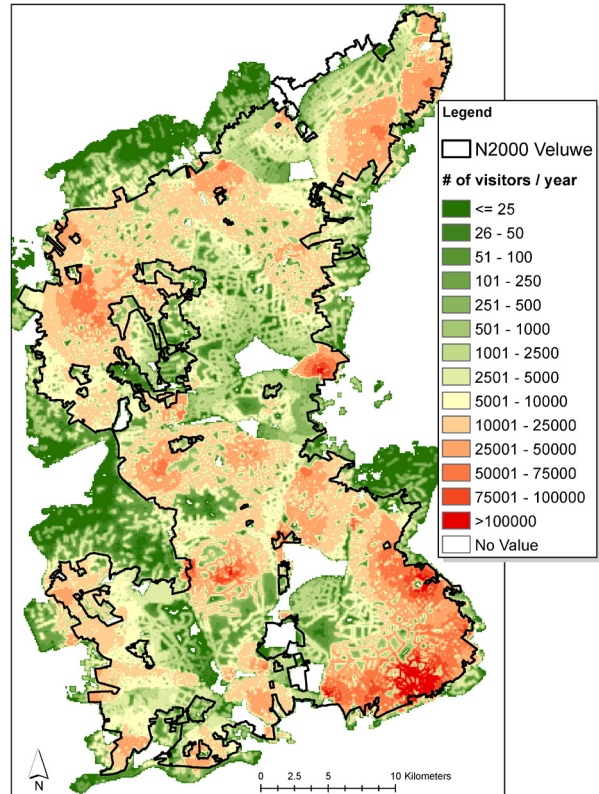 Legend
N2000 Veluwe
# of visitors / year
<= 25
26 - 50
51 - 100
101 - 250
251 - 500
501 - 1000
1001 - 2500
2501 - 5000
5001 - 10000
10001 - 25000
25001 - 50000
50001 - 75000
75001 - 100000
>100000
No Value
N
0 2.5 5 10 Kilometers